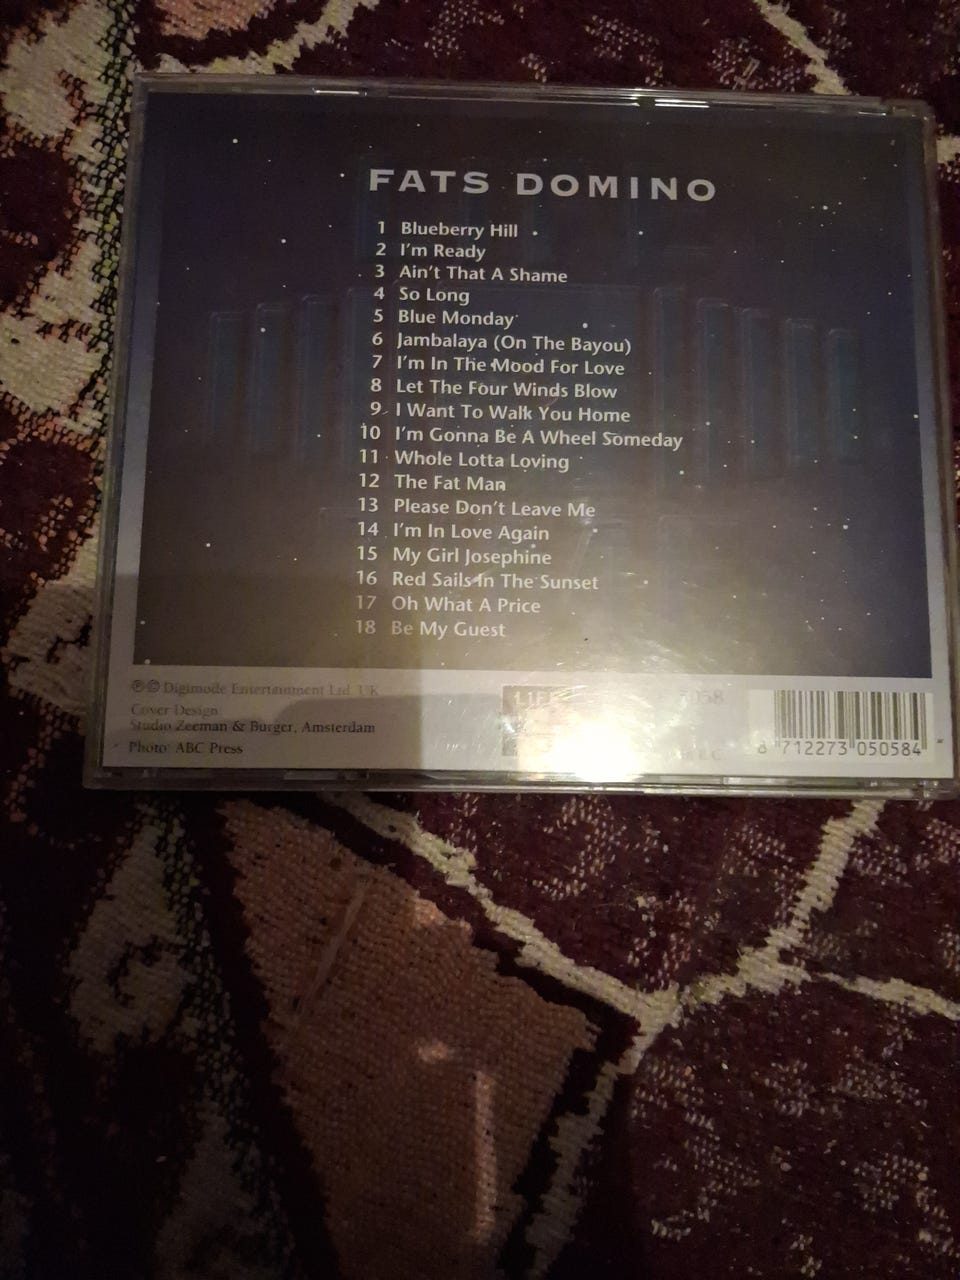 FATS DOMINO
1 Blueberry Hill
2 I'm Ready
3 Ain't That A Shame
4 So Long
5 Blue Monday
6 Jambalaya (On The Bayou)
7 I'm In The Mood For Love
8 Let The Four Winds Blow
9 I Want To Walk You Home
10 I'm Gonna Be A Wheel Someday
11 Whole Lotta Loving
12 The Fat Man
13 Please Don't Leave Me
14 I'm In Love Again
15 My Girl Josephine
16 Red Sails In The Sunset
17 Oh What A Price
18 Be My Guest
℗© Digimode Entertainment Ltd. UK
Cover Design:
Studio Zeeman & Burger, Amsterdam
Photo: ABC Press
8 712273 050584